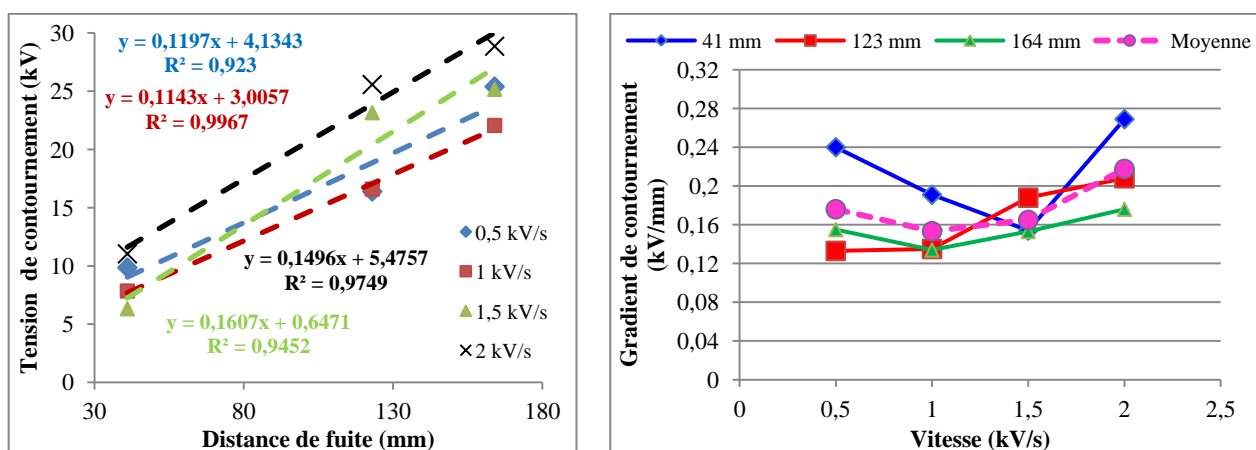 30
25
20
15
10
5
0
Tension de contournement (kV)
y = 0,1197x + 4,1343
R² = 0,923
y = 0,1143x + 3,0057
R² = 0,9967
y = 0,1496x + 5,4757
R² = 0,9749
y = 0,1607x + 0,6471
R² = 0,9452
0,5 kV/s
1 kV/s
1,5 kV/s
2 kV/s
30 80 130 180
Distance de fuite (mm)
41 mm 123 mm 164 mm Moyenne
0,32
0,28
0,24
0,2
0,16
0,12
0,08
0,04
0
Gradient de contournement
(kV/mm)
0 0,5 1 1,5 2 2,5
Vitesse (kV/s)